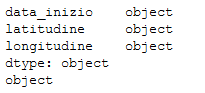 data_inizio    object
latitudine     object
longitudine    object
dtype: object
object